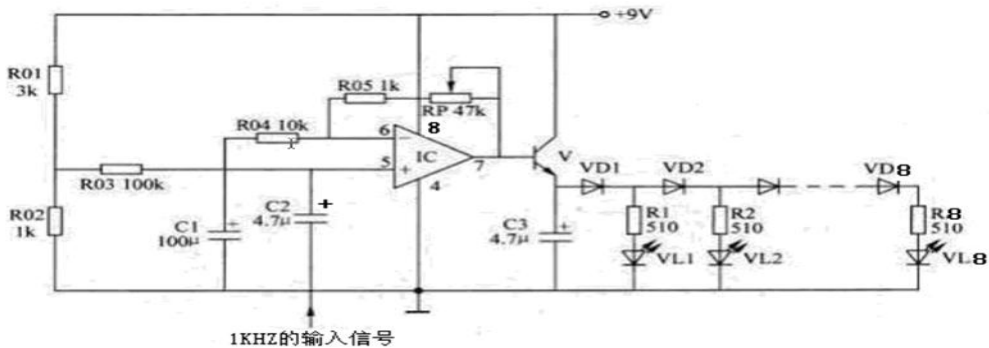 +9V
R01
3k
R05 1k
RP 47k
R04 10k
8
6
IC
5
7
4
V
R03 100k
R02
1k
C1
100μ
C2
4.7μ
+
+
-
+
C3
4.7μ
+
VD1
VD2
VD8
R1
510
R2
510
R8
510
VL1
VL2
VL8
1KHZ的输入信号